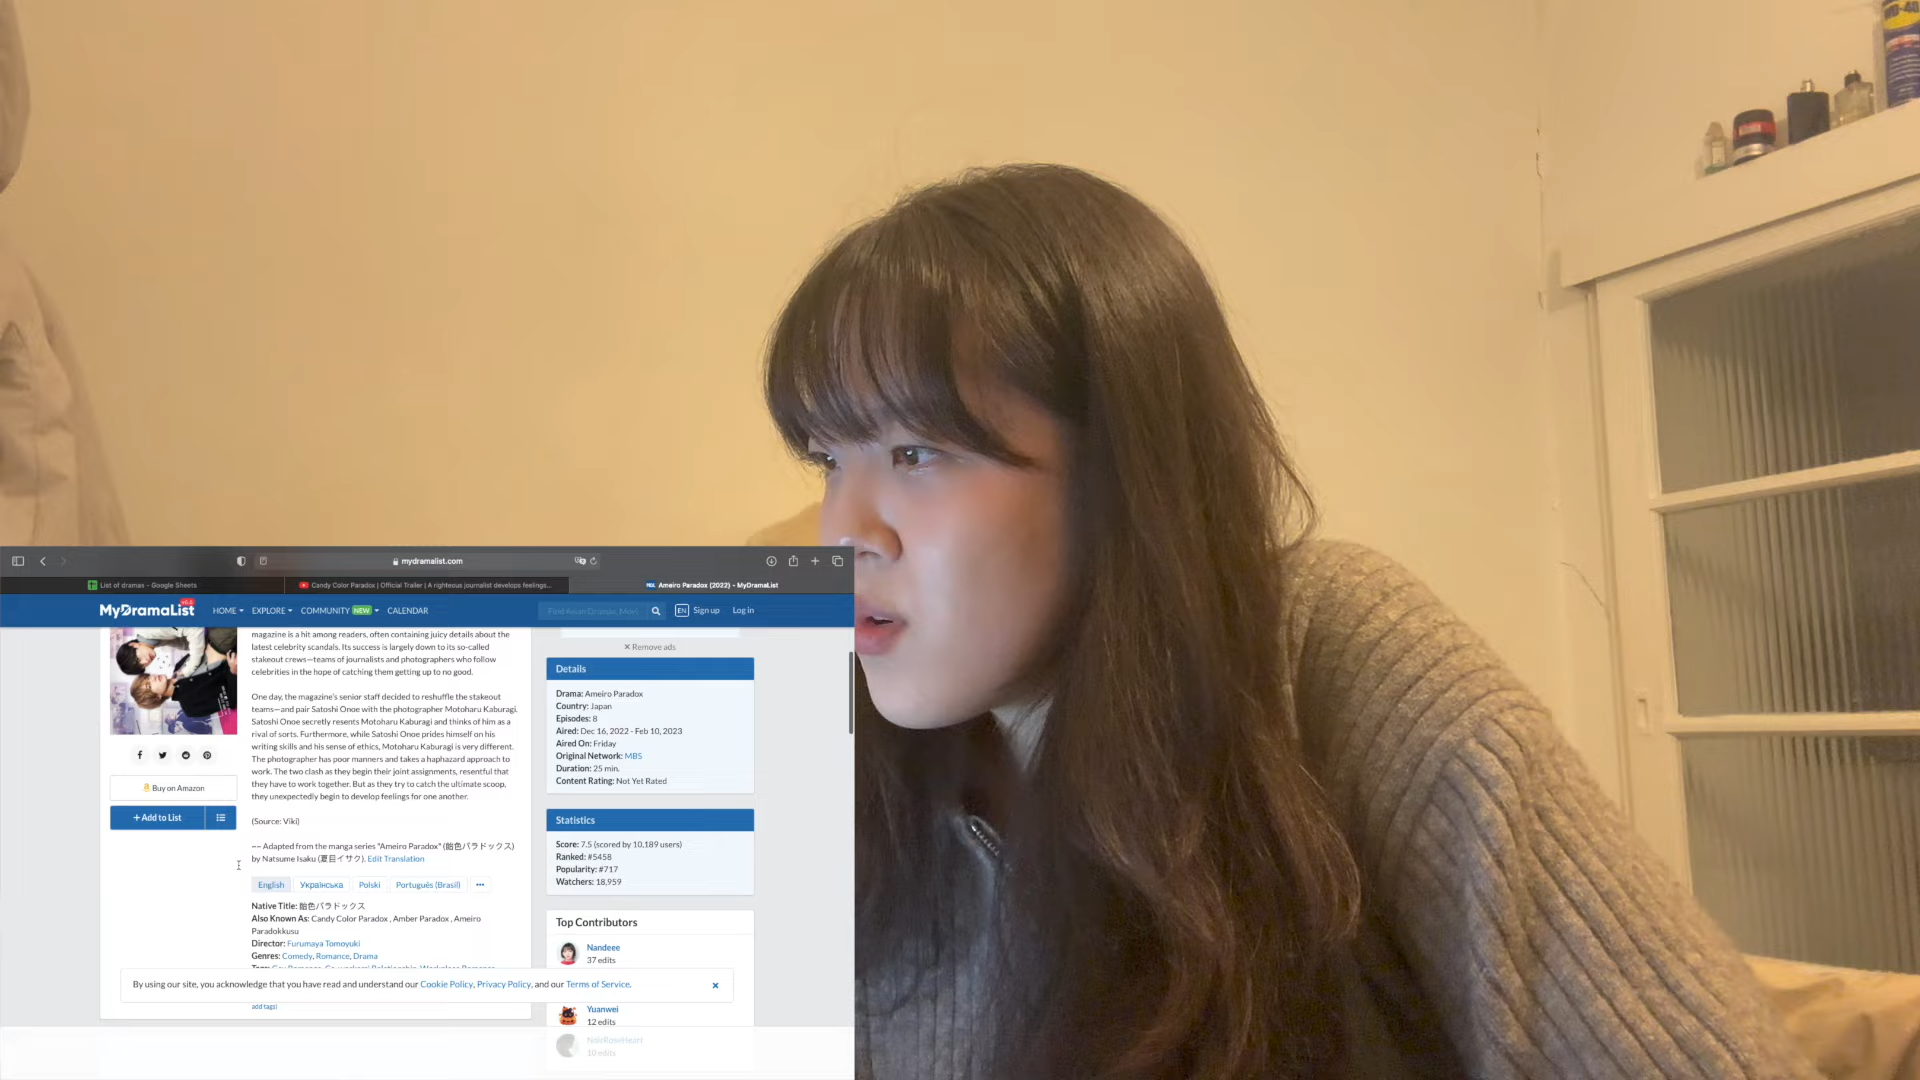 WD-40
mydramalist.com
List of dramas - Google Sheets
Candy Color Paradox | Official Trailer | A righteous journalist develops feelings...
MDL Ameiro Paradox (2022) - MyDramaList
MyDramaList
HOME
EXPLORE
COMMUNITY NEW
CALENDAR
Find Asian Dramas, Movi
EN Sign up
Log in
magazine is a hit among readers, often containing juicy details about the
latest celebrity scandals. Its success is largely down to its so-called
stakeout crews—teams of journalists and photographers who follow
celebrities in the hope of catching them getting up to no good.
One day, the magazine's senior staff decided to reshuffle the stakeout
teams—and pair Satoshi Onoe with the photographer Motoharu Kaburagi.
Satoshi Onoe secretly resents Motoharu Kaburagi and thinks of him as a
rival of sorts. Furthermore, while Satoshi Onoe prides himself on his
writing skills and his sense of ethics, Motoharu Kaburagi is very different.
The photographer has poor manners and takes a haphazard approach to
work. The two clash as they begin their joint assignments, resentful that
they have to work together. But as they try to catch the ultimate scoop,
they unexpectedly begin to develop feelings for one another.
(Source: Viki)
~~ Adapted from the manga series "Ameiro Paradox" (飴色パラドックス)
by Natsume Isaku (夏目イサク). Edit Translation
English
Українська
Polski
Português (Brasil)
Native Title: 飴色パラドックス
Also Known As: Candy Color Paradox , Amber Paradox , Ameiro
Paradokkusu
Director: Furumaya Tomoyuki
Genres: Comedy, Romance, Drama
add tags!
Buy on Amazon
+ Add to List
✕ Remove ads
Details
Drama: Ameiro Paradox
Country: Japan
Episodes: 8
Aired: Dec 16, 2022 - Feb 10, 2023
Aired On: Friday
Original Network: MBS
Duration: 25 min.
Content Rating: Not Yet Rated
Statistics
Score: 7.5 (scored by 10,189 users)
Ranked: #5458
Popularity: #717
Watchers: 18,959
Top Contributors
Nandeee
37 edits
Yuanwei
12 edits
NoizRoseHeart
10 edits
By using our site, you acknowledge that you have read and understand our Cookie Policy, Privacy Policy, and our Terms of Service.